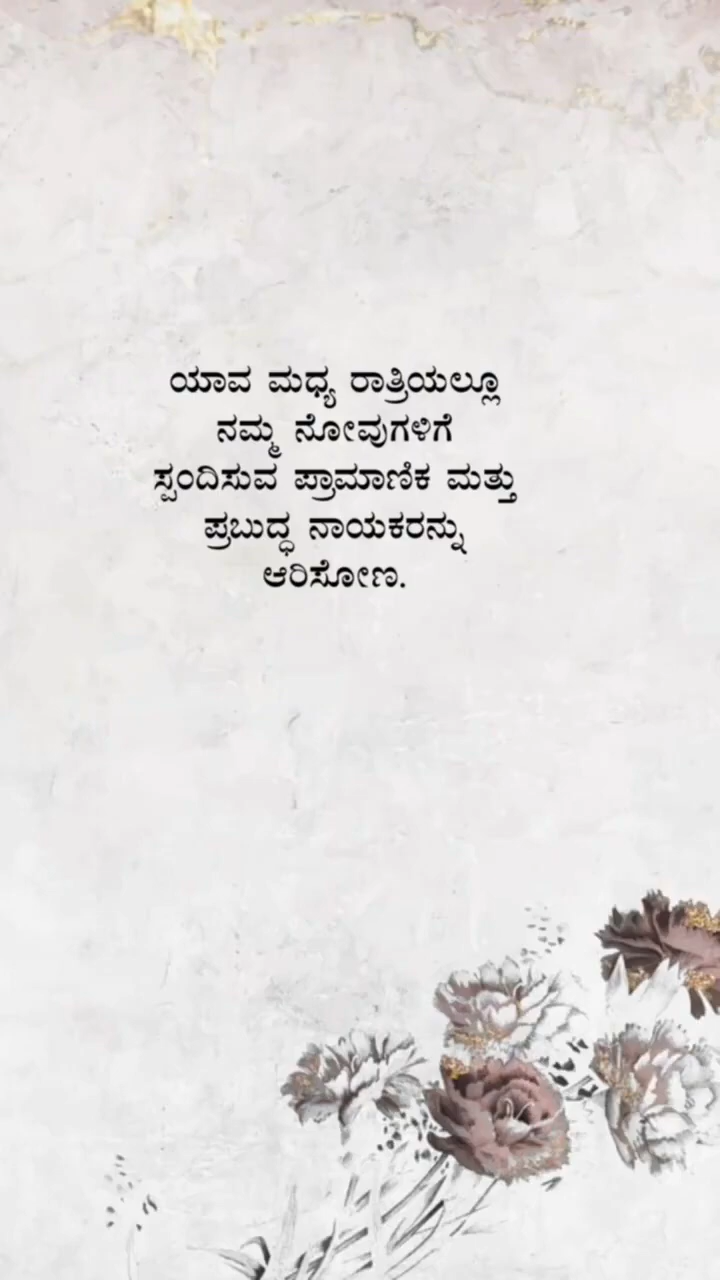 ಯಾವ ಮಧ್ಯ ರಾತ್ರಿಯಲ್ಲೂ
ನಮ್ಮ ನೋವುಗಳಿಗೆ
ಸ್ಪಂದಿಸುವ ಪ್ರಾಮಾಣಿಕ ಮತ್ತು
ಪ್ರಬುದ್ಧ ನಾಯಕರನ್ನು
ಆರಿಸೋಣ.